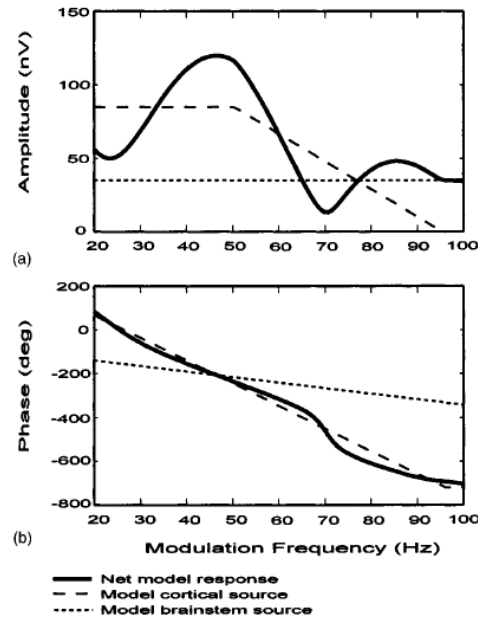 150
100
50
0
Amplitude (nV)
20 30 40 50 60 70 80 90 100
(a)
200
0
-200
-400
-600
-800
Phase (deg)
20 30 40 50 60 70 80 90 100
(b)
Modulation Frequency (Hz)
Net model response
Model cortical source
Model brainstem source